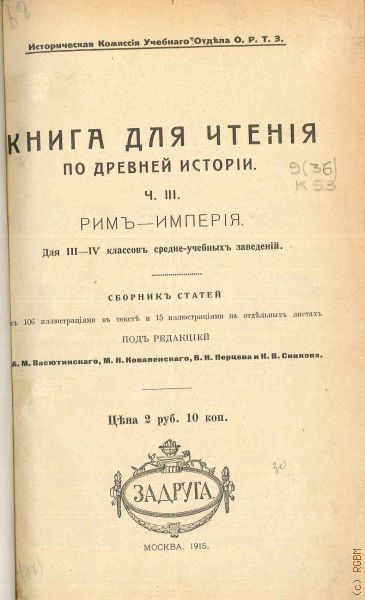 Историческая Комиссія Учебнаго Отдѣла О. Р. Т. З.
КНИГА ДЛЯ ЧТЕНІЯ
ПО ДРЕВНЕЙ ИСТОРІИ.
9(36)
К 53
Ч. III.
РИМЪ—ИМПЕРІЯ.
Для III—IV классовъ средне-учебныхъ заведеній.
СБОРНИКЪ СТАТЕЙ
съ 106 иллюстраціями въ текстѣ и 15 иллюстраціями на отдѣльныхъ листахъ
ПОДЪ РЕДАКЦІЕЙ
А. М. Васютинскаго, М. Н. Коваленскаго, В. Н. Перцева и К. В. Сивкова.
Цѣна 2 руб. 10 коп.
ЗАДРУГА
МОСКВА. 1915.
(c) RGBM